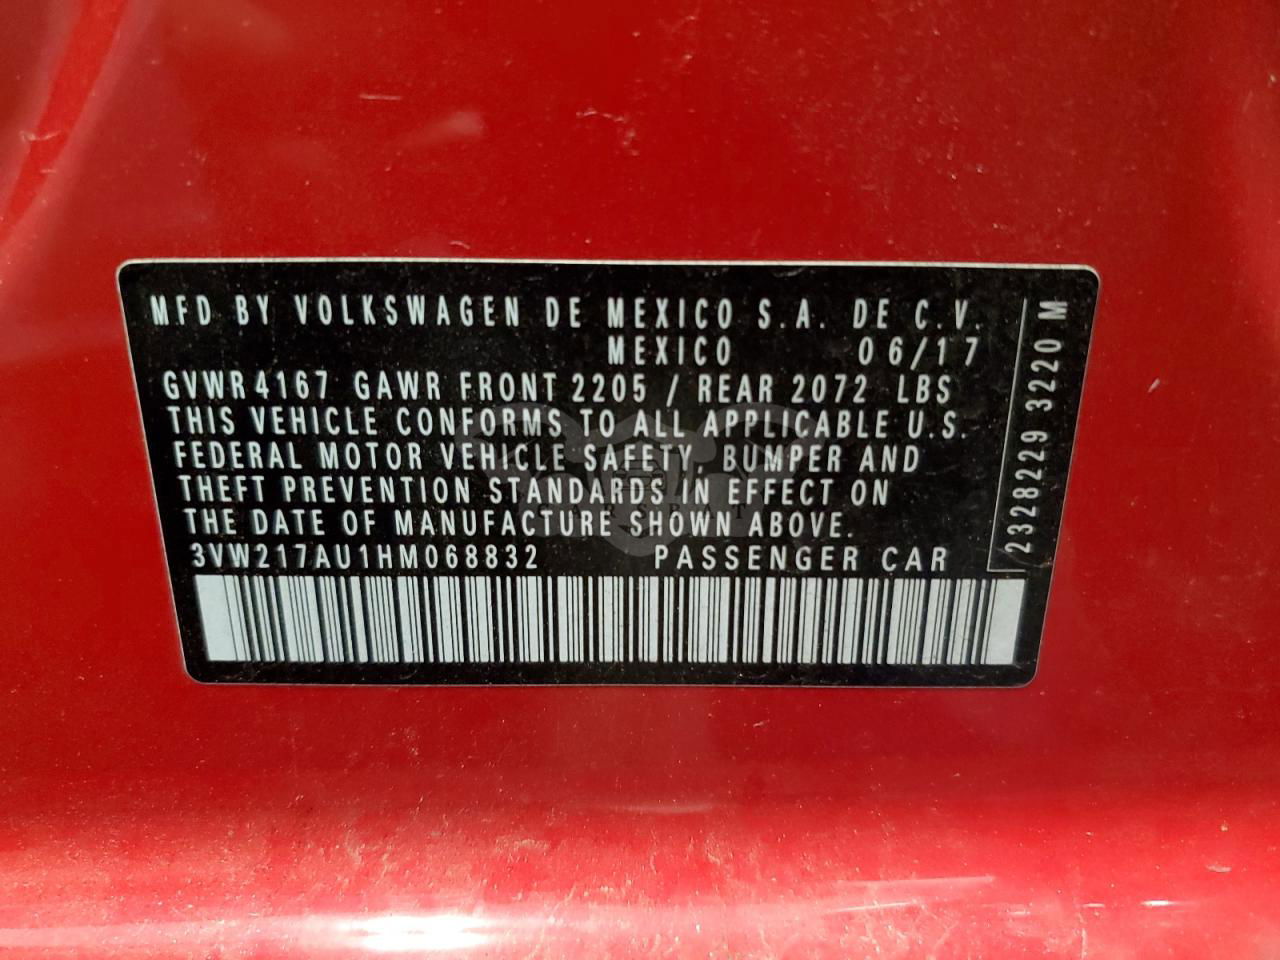 MFD BY VOLKSWAGEN DE MEXICO S.A. DE C.V.
MEXICO 06/17
GVWR 4167 GAWR FRONT 2205 / REAR 2072 LBS
THIS VEHICLE CONFORMS TO ALL APPLICABLE U.S.
FEDERAL MOTOR VEHICLE SAFETY, BUMPER AND
THEFT PREVENTION STANDARDS IN EFFECT ON
THE DATE OF MANUFACTURE SHOWN ABOVE.
3VW217AU1HM068832 PASSENGER CAR
2328229 3220 M